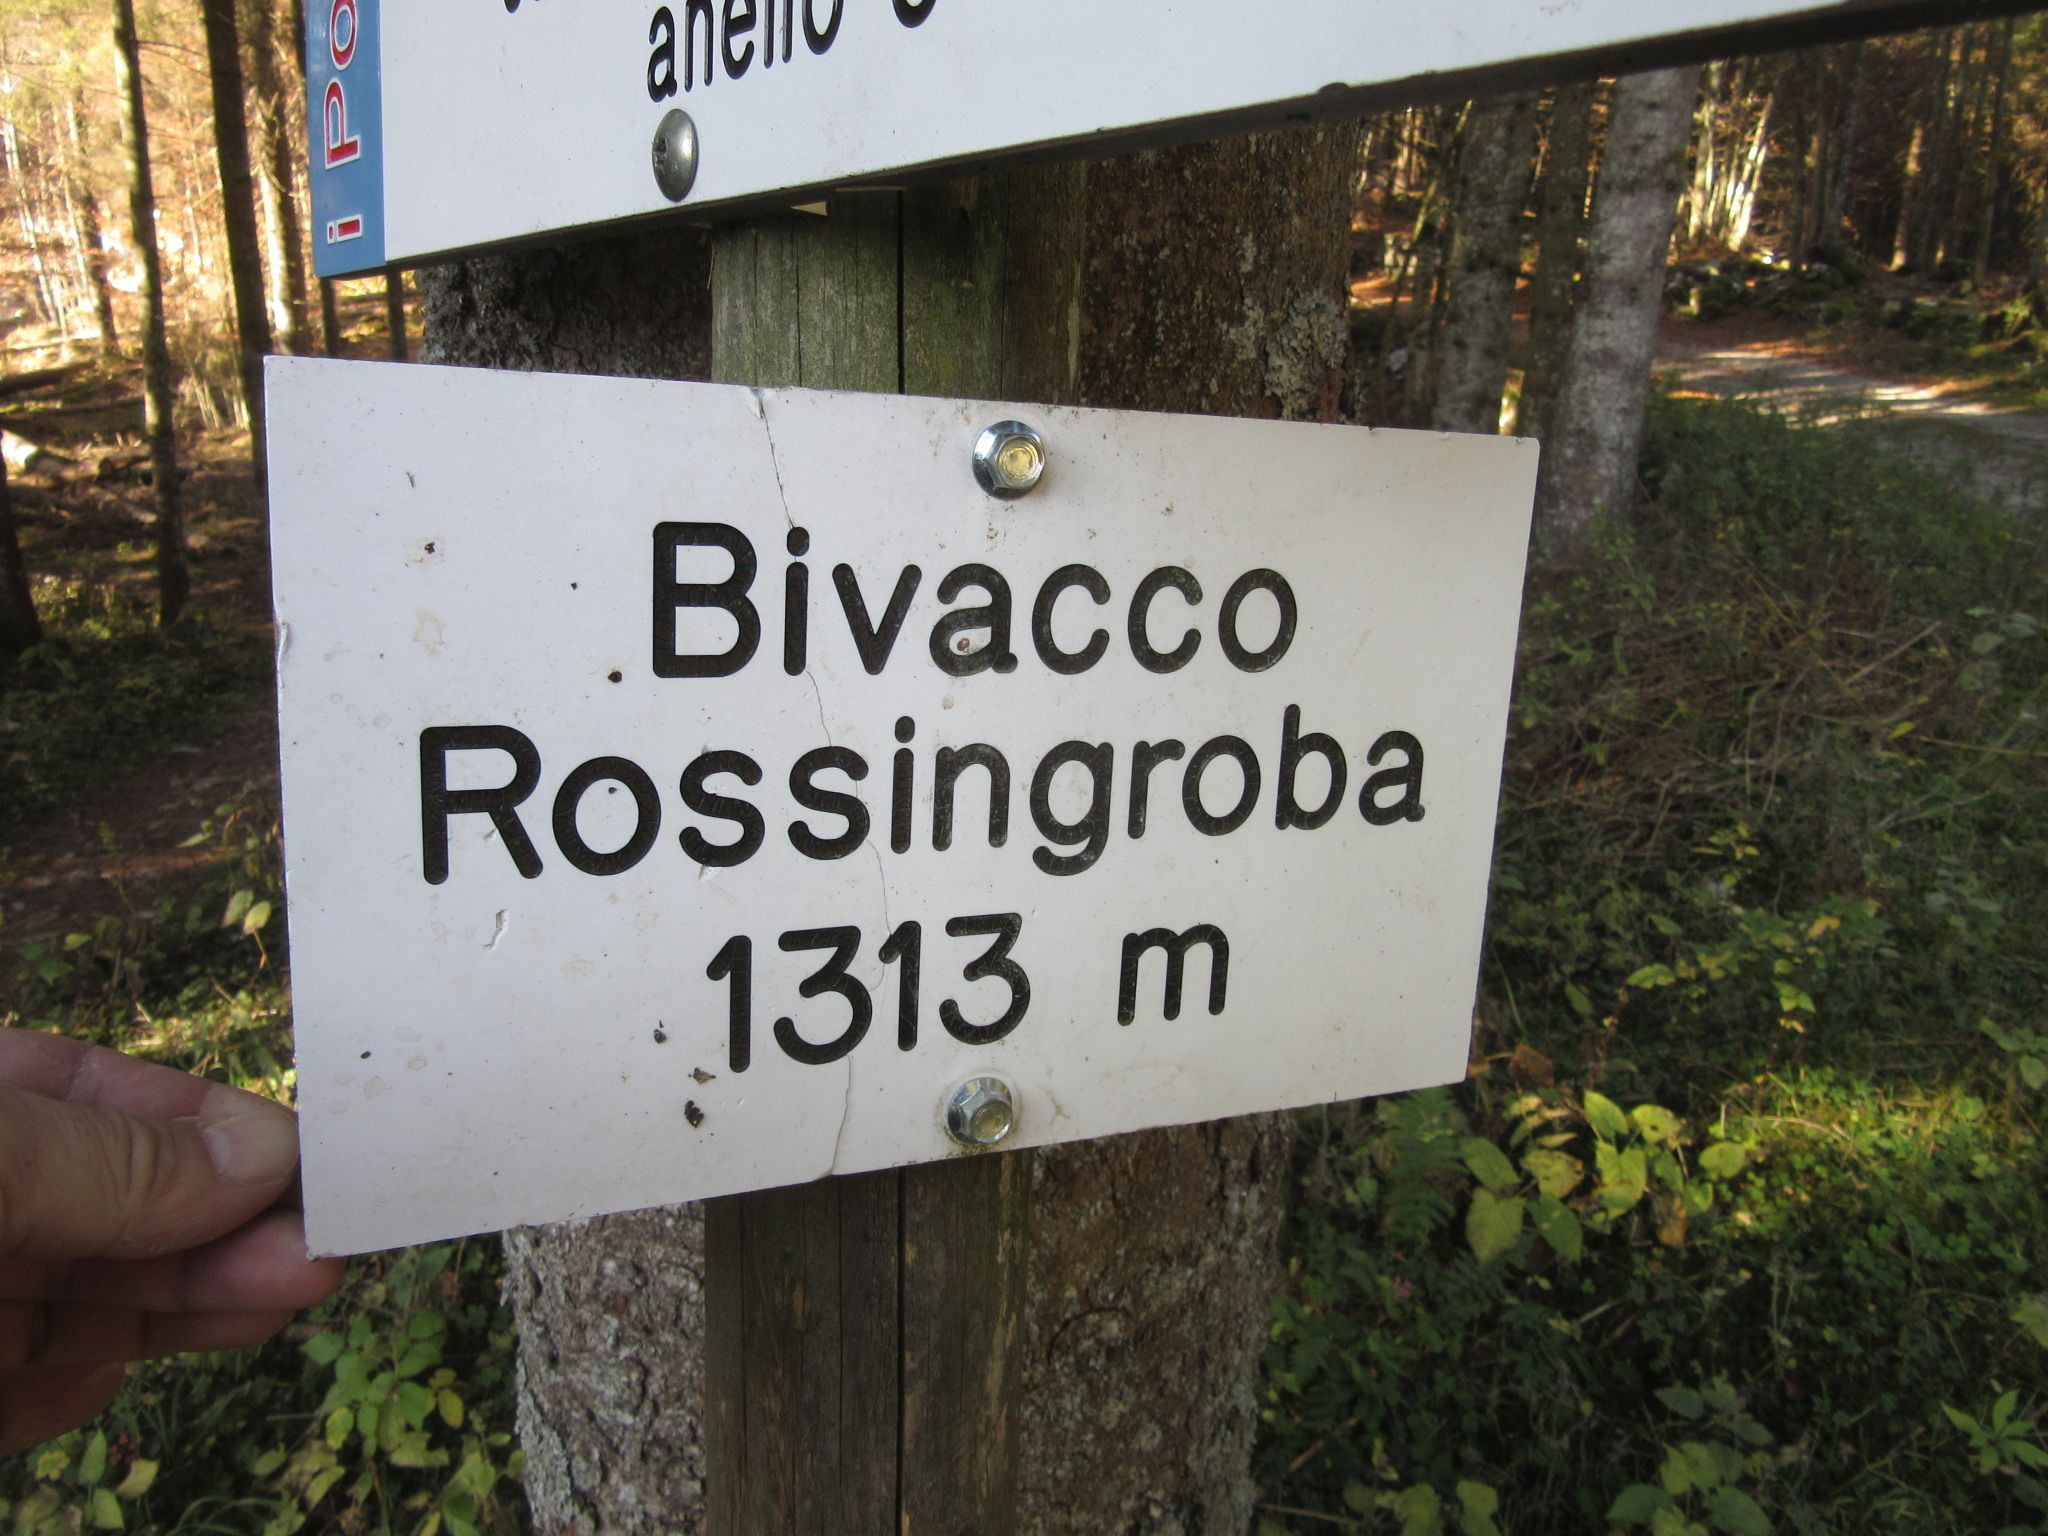 anello
Bivacco
Rossingroba
1313 m